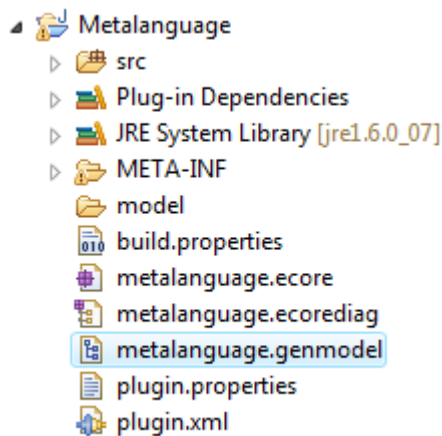 Metalanguage
src
Plug-in Dependencies
JRE System Library [jre1.6.0_07]
META-INF
model
build.properties
metalanguage.ecore
metalanguage.ecorediag
metalanguage.genmodel
plugin.properties
plugin.xml